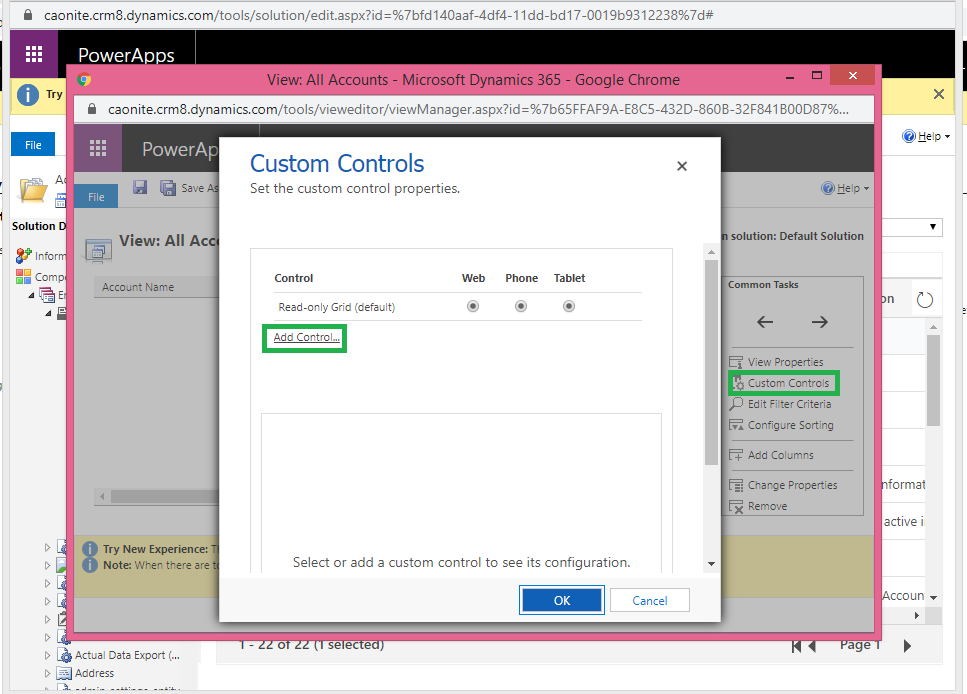 caonite.crm8.dynamics.com/tools/solution/edit.aspx?id=%7bfd140aaf-4df4-11dd-bd17-0019b9312238%7d#
PowerApps
View: All Accounts - Microsoft Dynamics 365 - Google Chrome
Try
caonite.crm8.dynamics.com/tools/vieweditor/viewManager.aspx?id=%7b65FFAF9A-E8C5-432D-860B-32F841B00D87%...
File
Help
PowerAp
Custom Controls
Set the custom control properties.
File
Save As
Help
Solution D
View: All Acco
n solution: Default Solution
Inform
Compo
Account Name
Control Web Phone Tablet
Common Tasks
Read-only Grid (default)
Add Control...
View Properties
Custom Controls
Edit Filter Criteria
Configure Sorting
Add Columns
Change Properties
Remove
nformat
active i
Try New Experience:
Note: When there are to
Select or add a custom control to see its configuration.
Accoun
OK
Cancel
1 - 22 of 22 (1 selected)
Page 1
Actual Data Export (...
Address